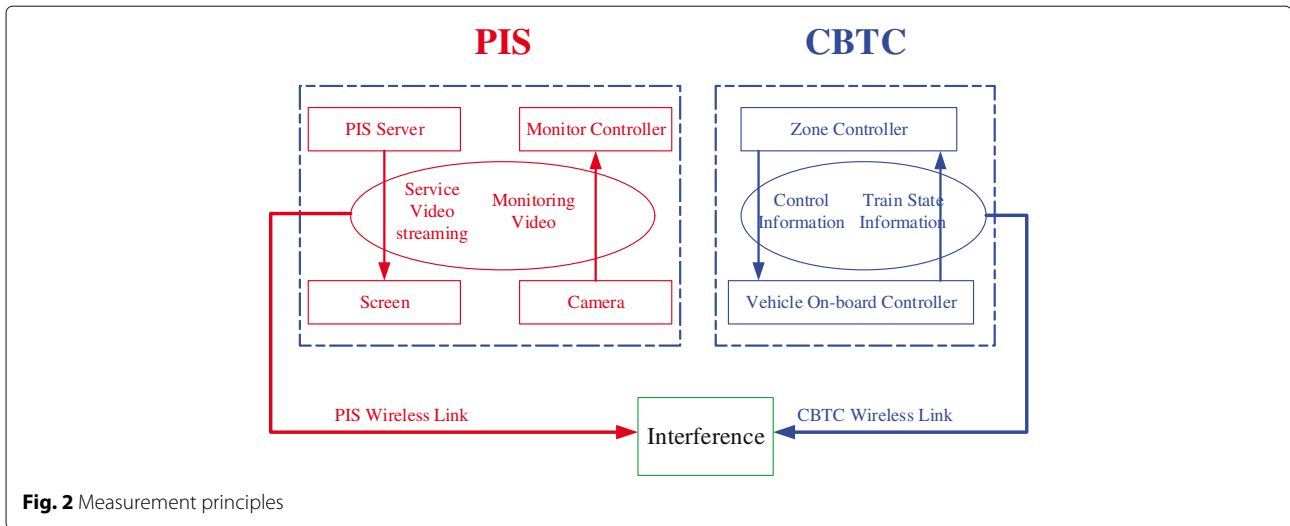 PIS
CBTC
PIS Server
Monitor Controller
Zone Controller
Service
Video
streaming
Monitoring
Video
Control
Information
Train State
Information
Screen
Camera
Vehicle On-board Controller
PIS Wireless Link
CBTC Wireless Link
Interference
Fig. 2 Measurement principles